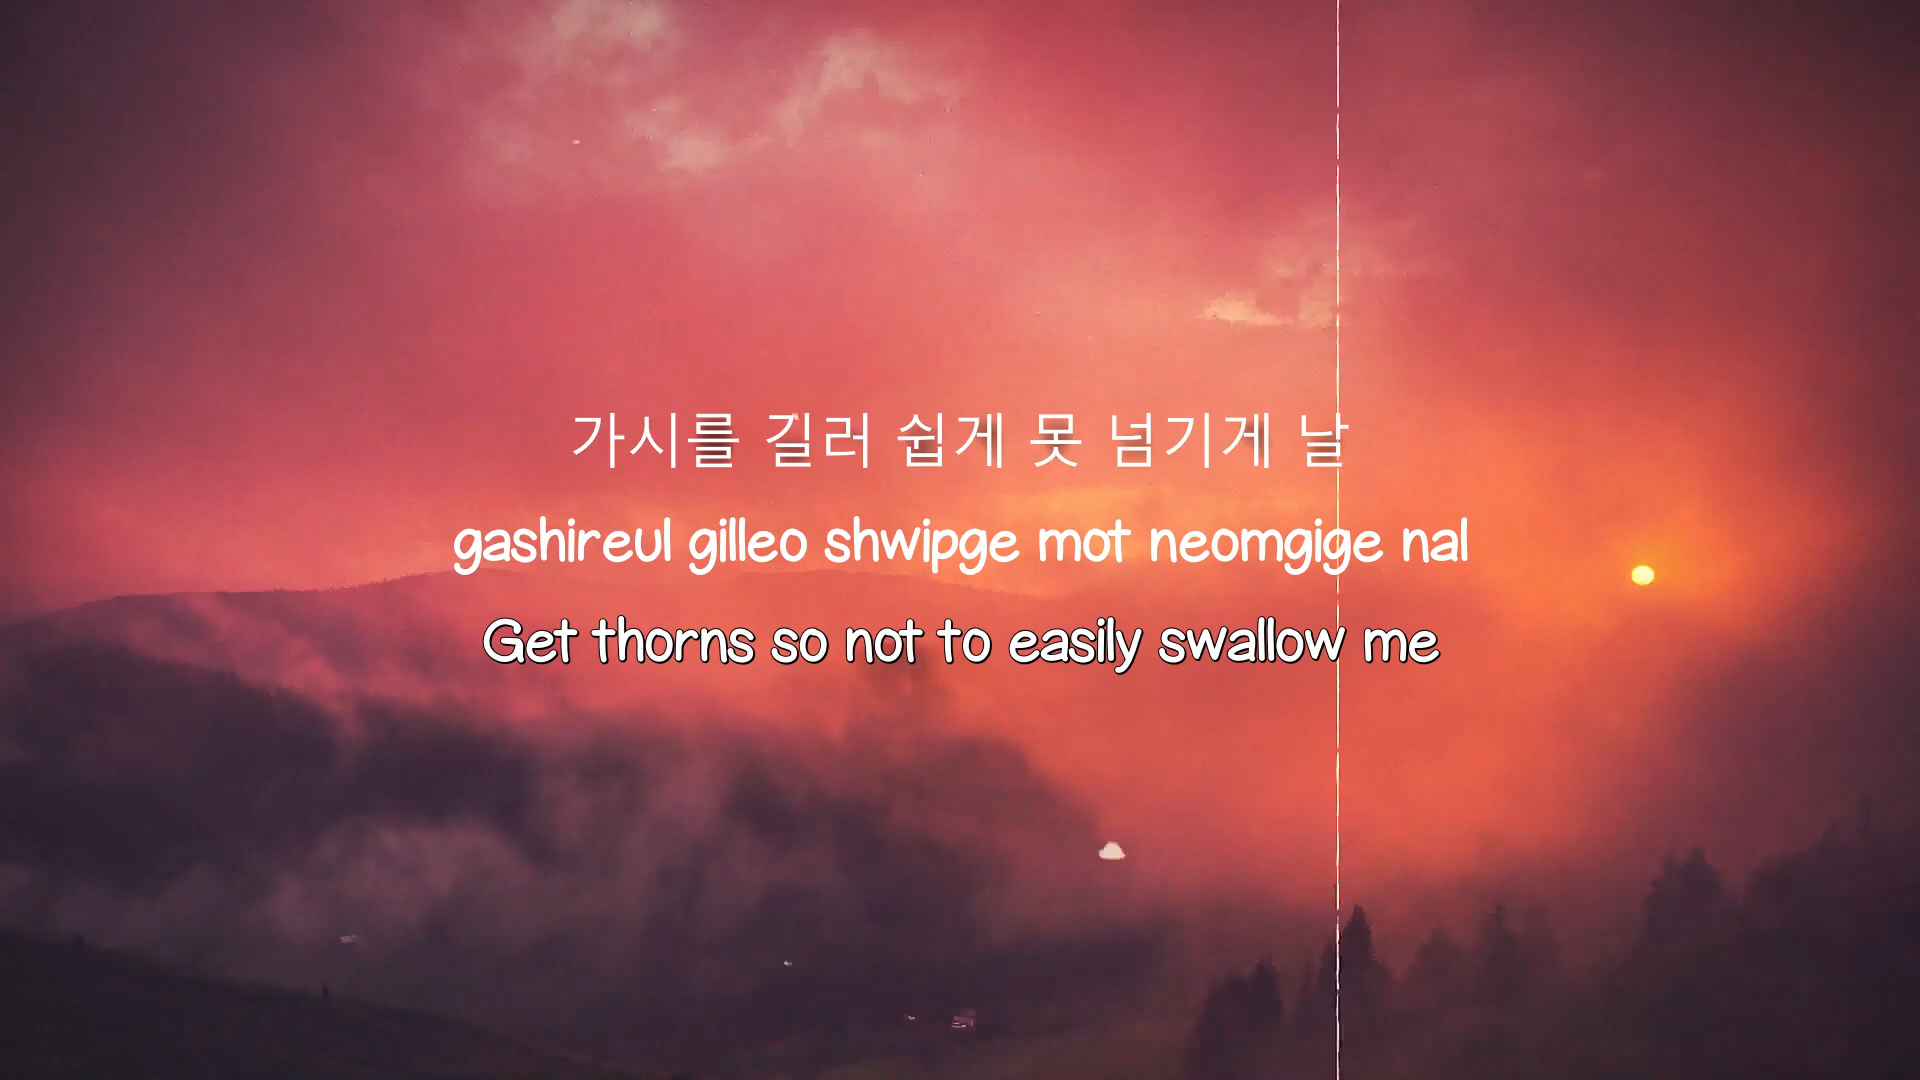 가시를 길러 쉽게 못 넘기게 날
gashireul gilleo shwipge mot neomgige nal
Get thorns so not to easily swallow me